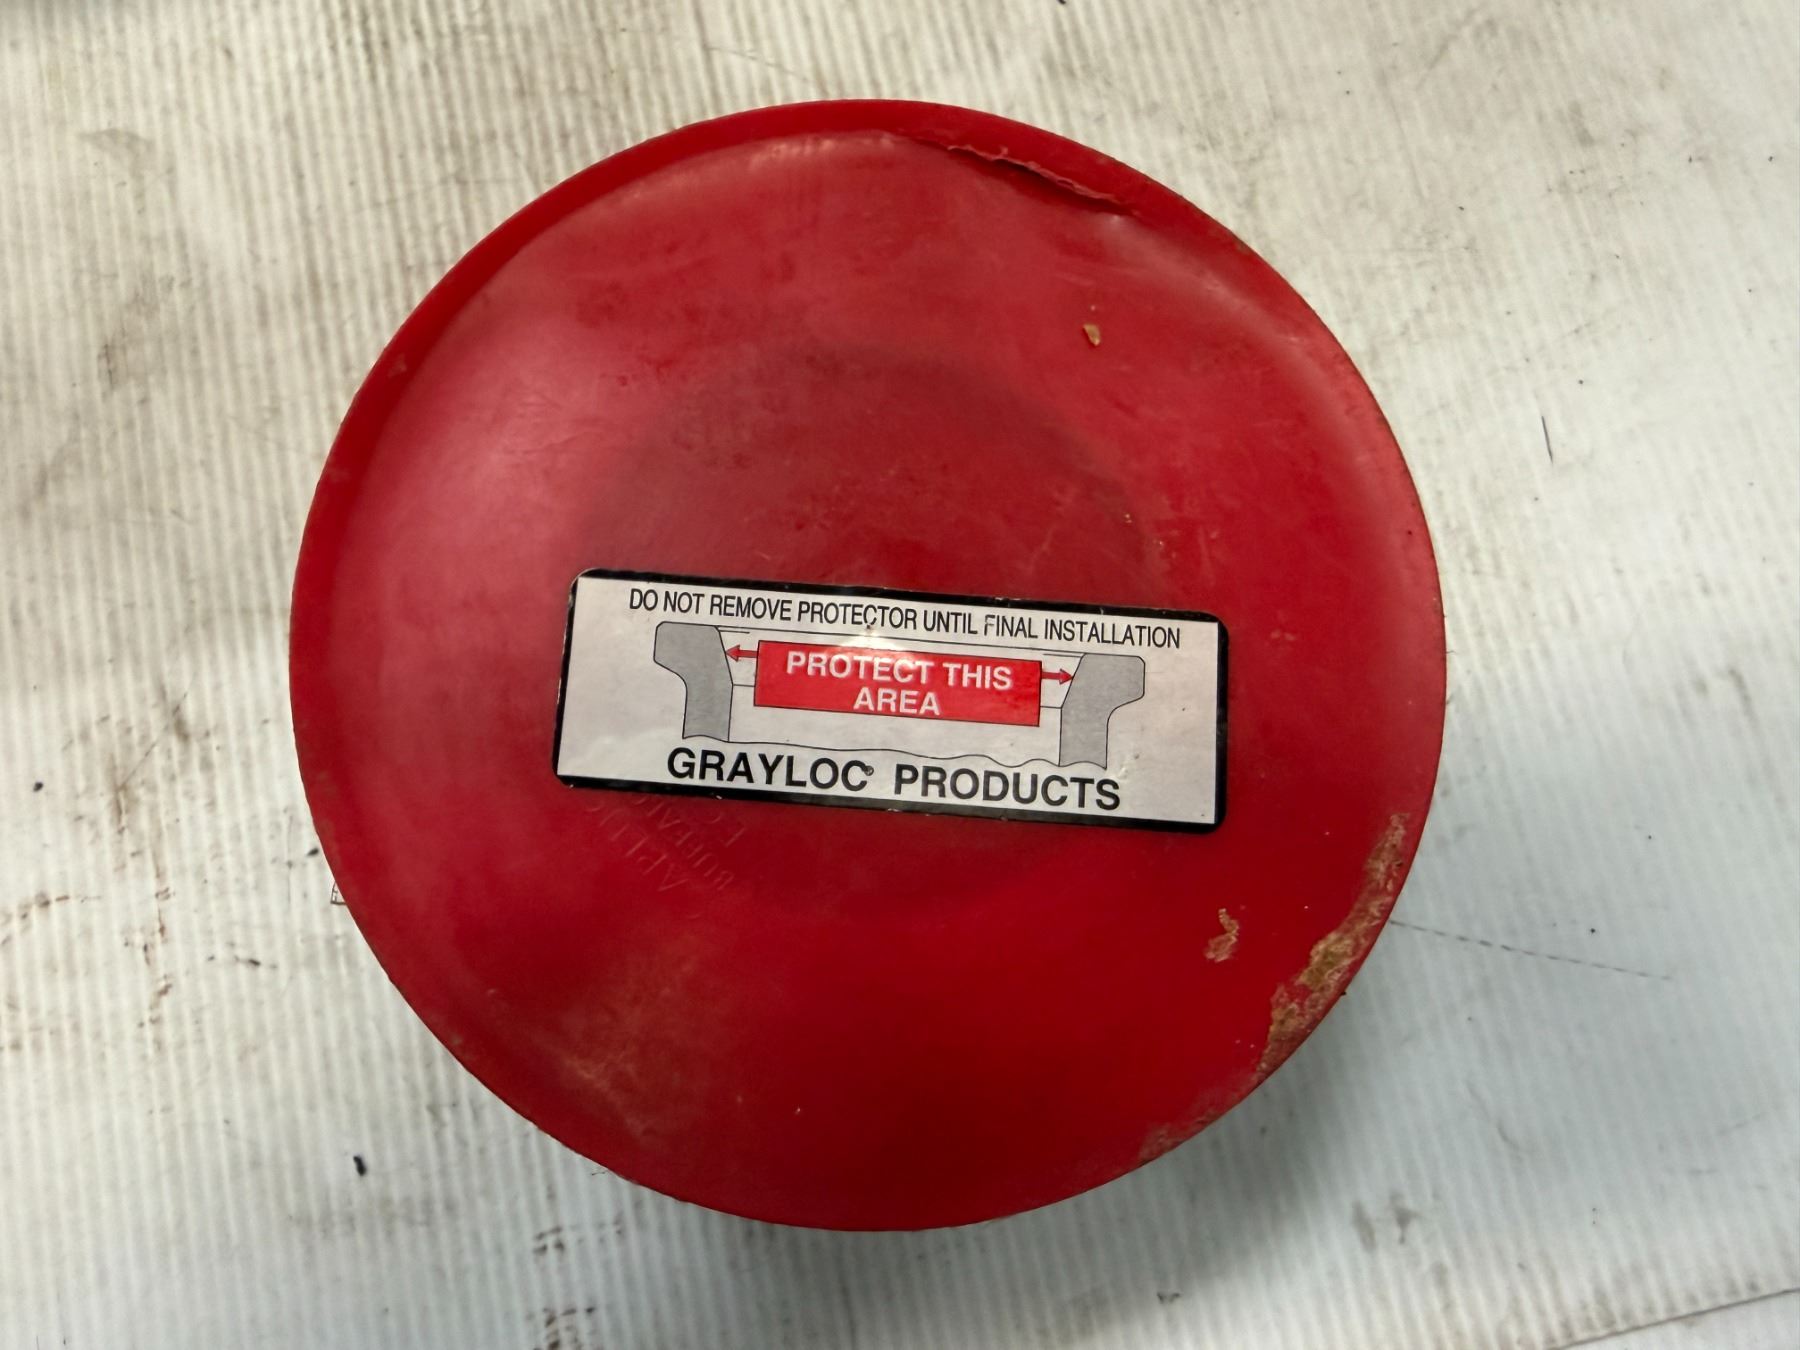 DO NOT REMOVE PROTECTOR UNTIL FINAL INSTALLATION
PROTECT THIS
AREA
GRAYLOC® PRODUCTS